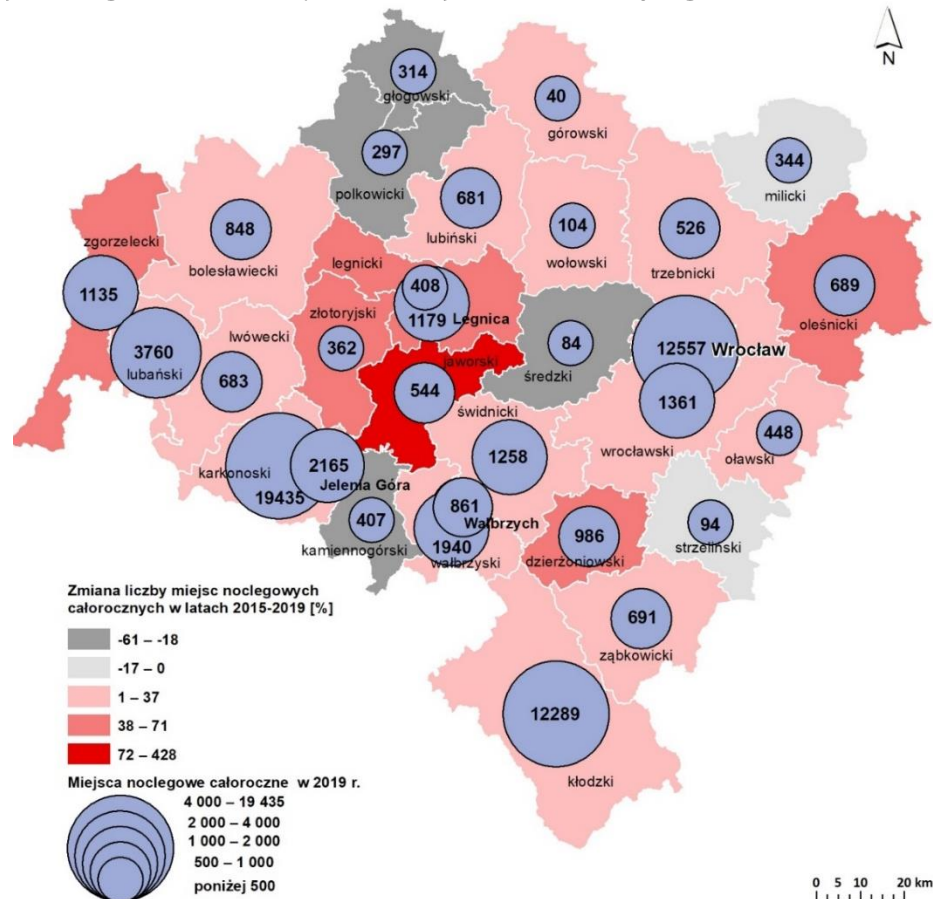 N
314
głogowski
40
górowski
297
polkowicki
344
milicki
681
lubiński
848
bolesławiecki
104
wołowski
526
trzebnicki
zgorzelecki
1135
legnicki
408
1179
Legnica
689
oleśnicki
złotoryjski
362
lwówecki
683
3760
lubański
jaworski
544
84
średzki
12557
Wrocław
1361
wrocławski
świdnicki
1258
448
oławski
karkonoski
19435
2165
Jelenia Góra
407
kamiennogórski
861
Wałbrzych
1940
wałbrzyski
986
dzierżoniowski
94
strzeliński
691
ząbkowicki
12289
kłodzki
Zmiana liczby miejsc noclegowych
całorocznych w latach 2015-2019 [%]
-61 – -18
-17 – 0
1 – 37
38 – 71
72 – 428
Miejsca noclegowe całoroczne w 2019 r.
4 000 – 19 435
2 000 – 4 000
1 000 – 2 000
500 – 1 000
poniżej 500
0 5 10 20 km